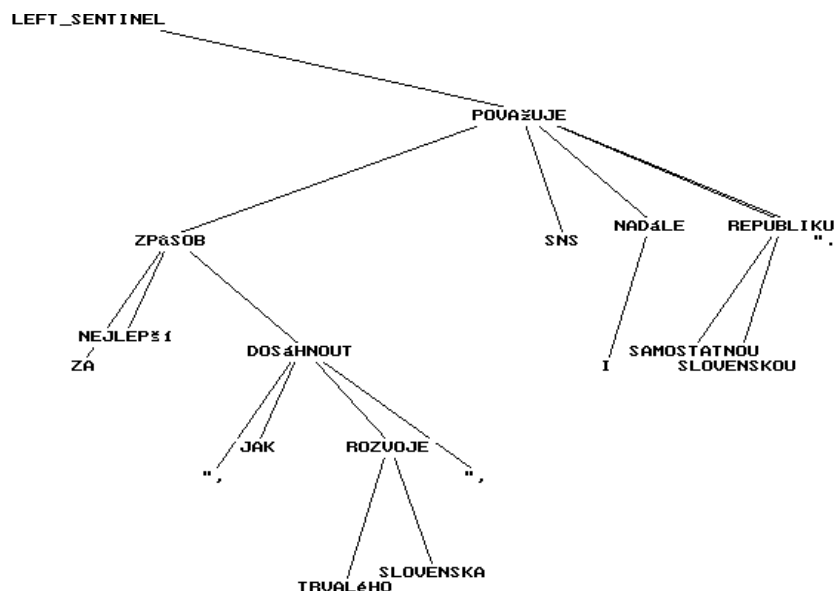 LEFT_SENTINEL
POVAžUJE
ZPůSOB
SNS
NADáLE
REPUBLIKU
".
NEJLEPší
ZA
DOSáHNOUT
I
SAMOSTATNOU
SLOVENSKOU
",
JAK
ROZVOJE
",
TRVALéHO
SLOVENSKA